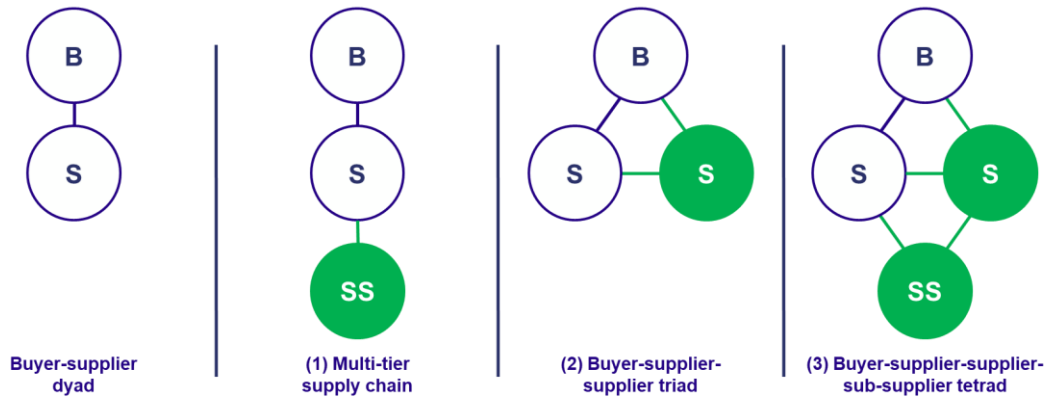 B
S
Buyer-supplier
dyad
B
S
SS
(1) Multi-tier
supply chain
B
S
S
(2) Buyer-supplier-
supplier triad
B
S
S
SS
(3) Buyer-supplier-supplier-
sub-supplier tetrad